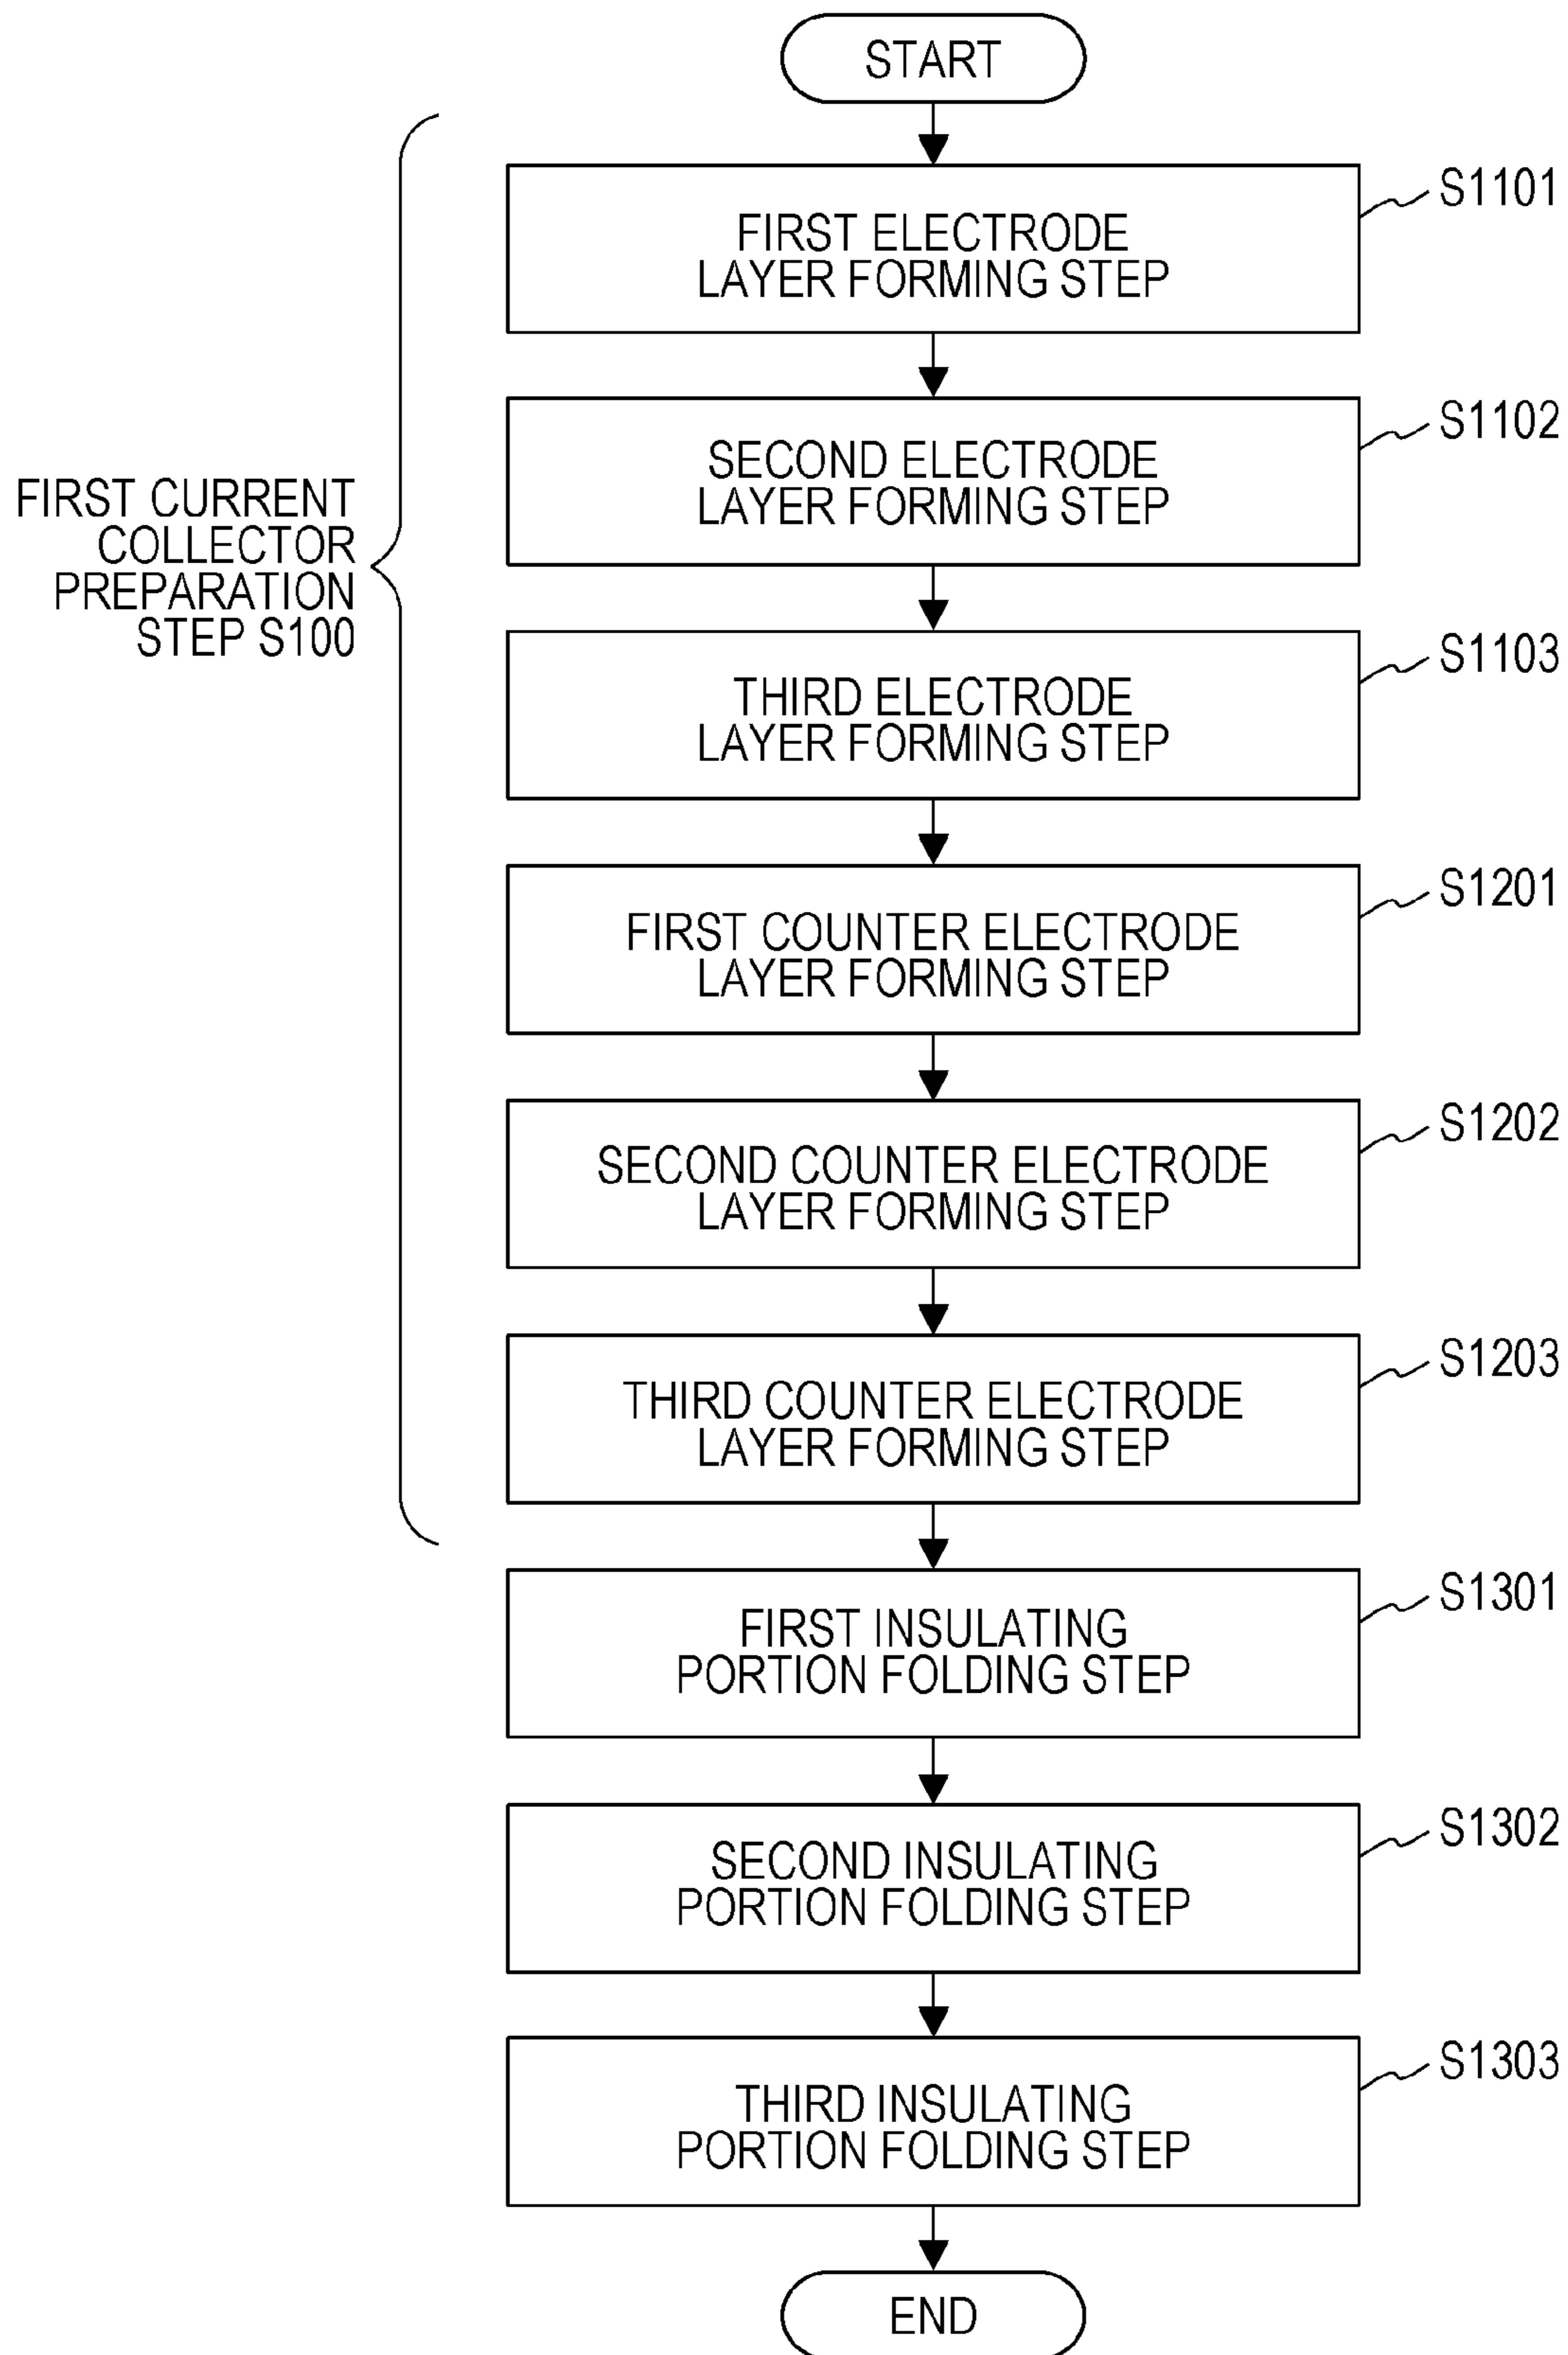 START
FIRST ELECTRODE
LAYER FORMING STEP
S1101
SECOND ELECTRODE
LAYER FORMING STEP
S1102
FIRST CURRENT
COLLECTOR
PREPARATION
STEP S100
THIRD ELECTRODE
LAYER FORMING STEP
S1103
FIRST COUNTER ELECTRODE
LAYER FORMING STEP
S1201
SECOND COUNTER ELECTRODE
LAYER FORMING STEP
S1202
THIRD COUNTER ELECTRODE
LAYER FORMING STEP
S1203
FIRST INSULATING
PORTION FOLDING STEP
S1301
SECOND INSULATING
PORTION FOLDING STEP
S1302
THIRD INSULATING
PORTION FOLDING STEP
S1303
END